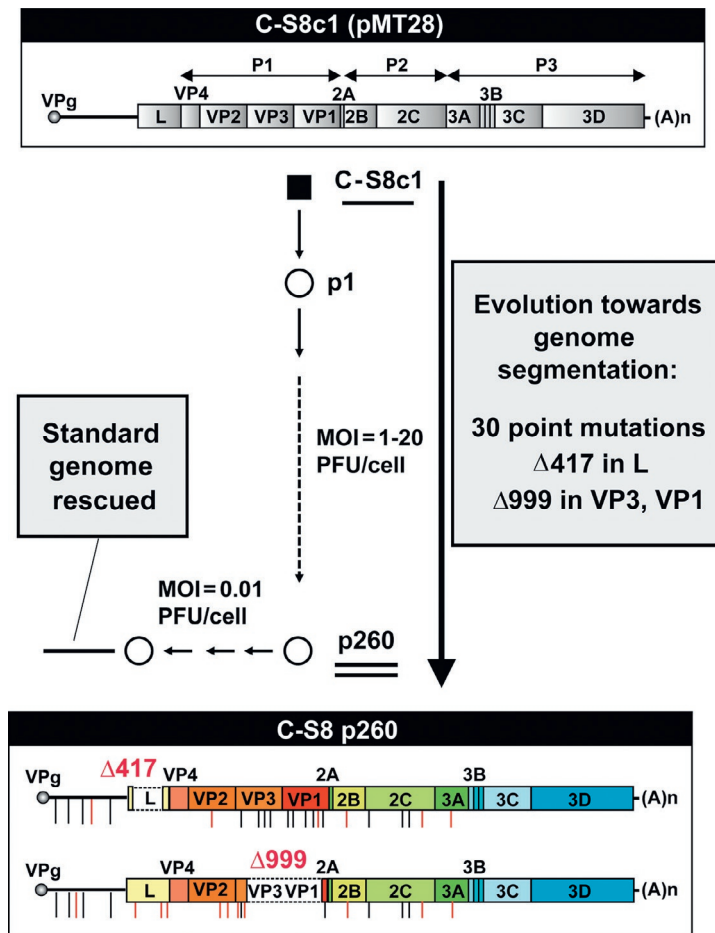 C-S8c1 (pMT28)
P1 P2 P3
VPg VP4 2A 3B
L VP2 VP3 VP1 2B 2C 3A 3C 3D (A)n
C-S8c1
p1
Evolution towards
genome
segmentation:
30 point mutations
Δ417 in L
Δ999 in VP3, VP1
MOI=1-20
PFU/cell
Standard
genome
rescued
MOI=0.01
PFU/cell
p260
C-S8 p260
Δ417
VPg VP4 2A 3B
L VP2 VP3 VP1 2B 2C 3A 3C 3D (A)n
Δ999
VPg VP4 2A 3B
L VP2 VP3 VP1 2B 2C 3A 3C 3D (A)n